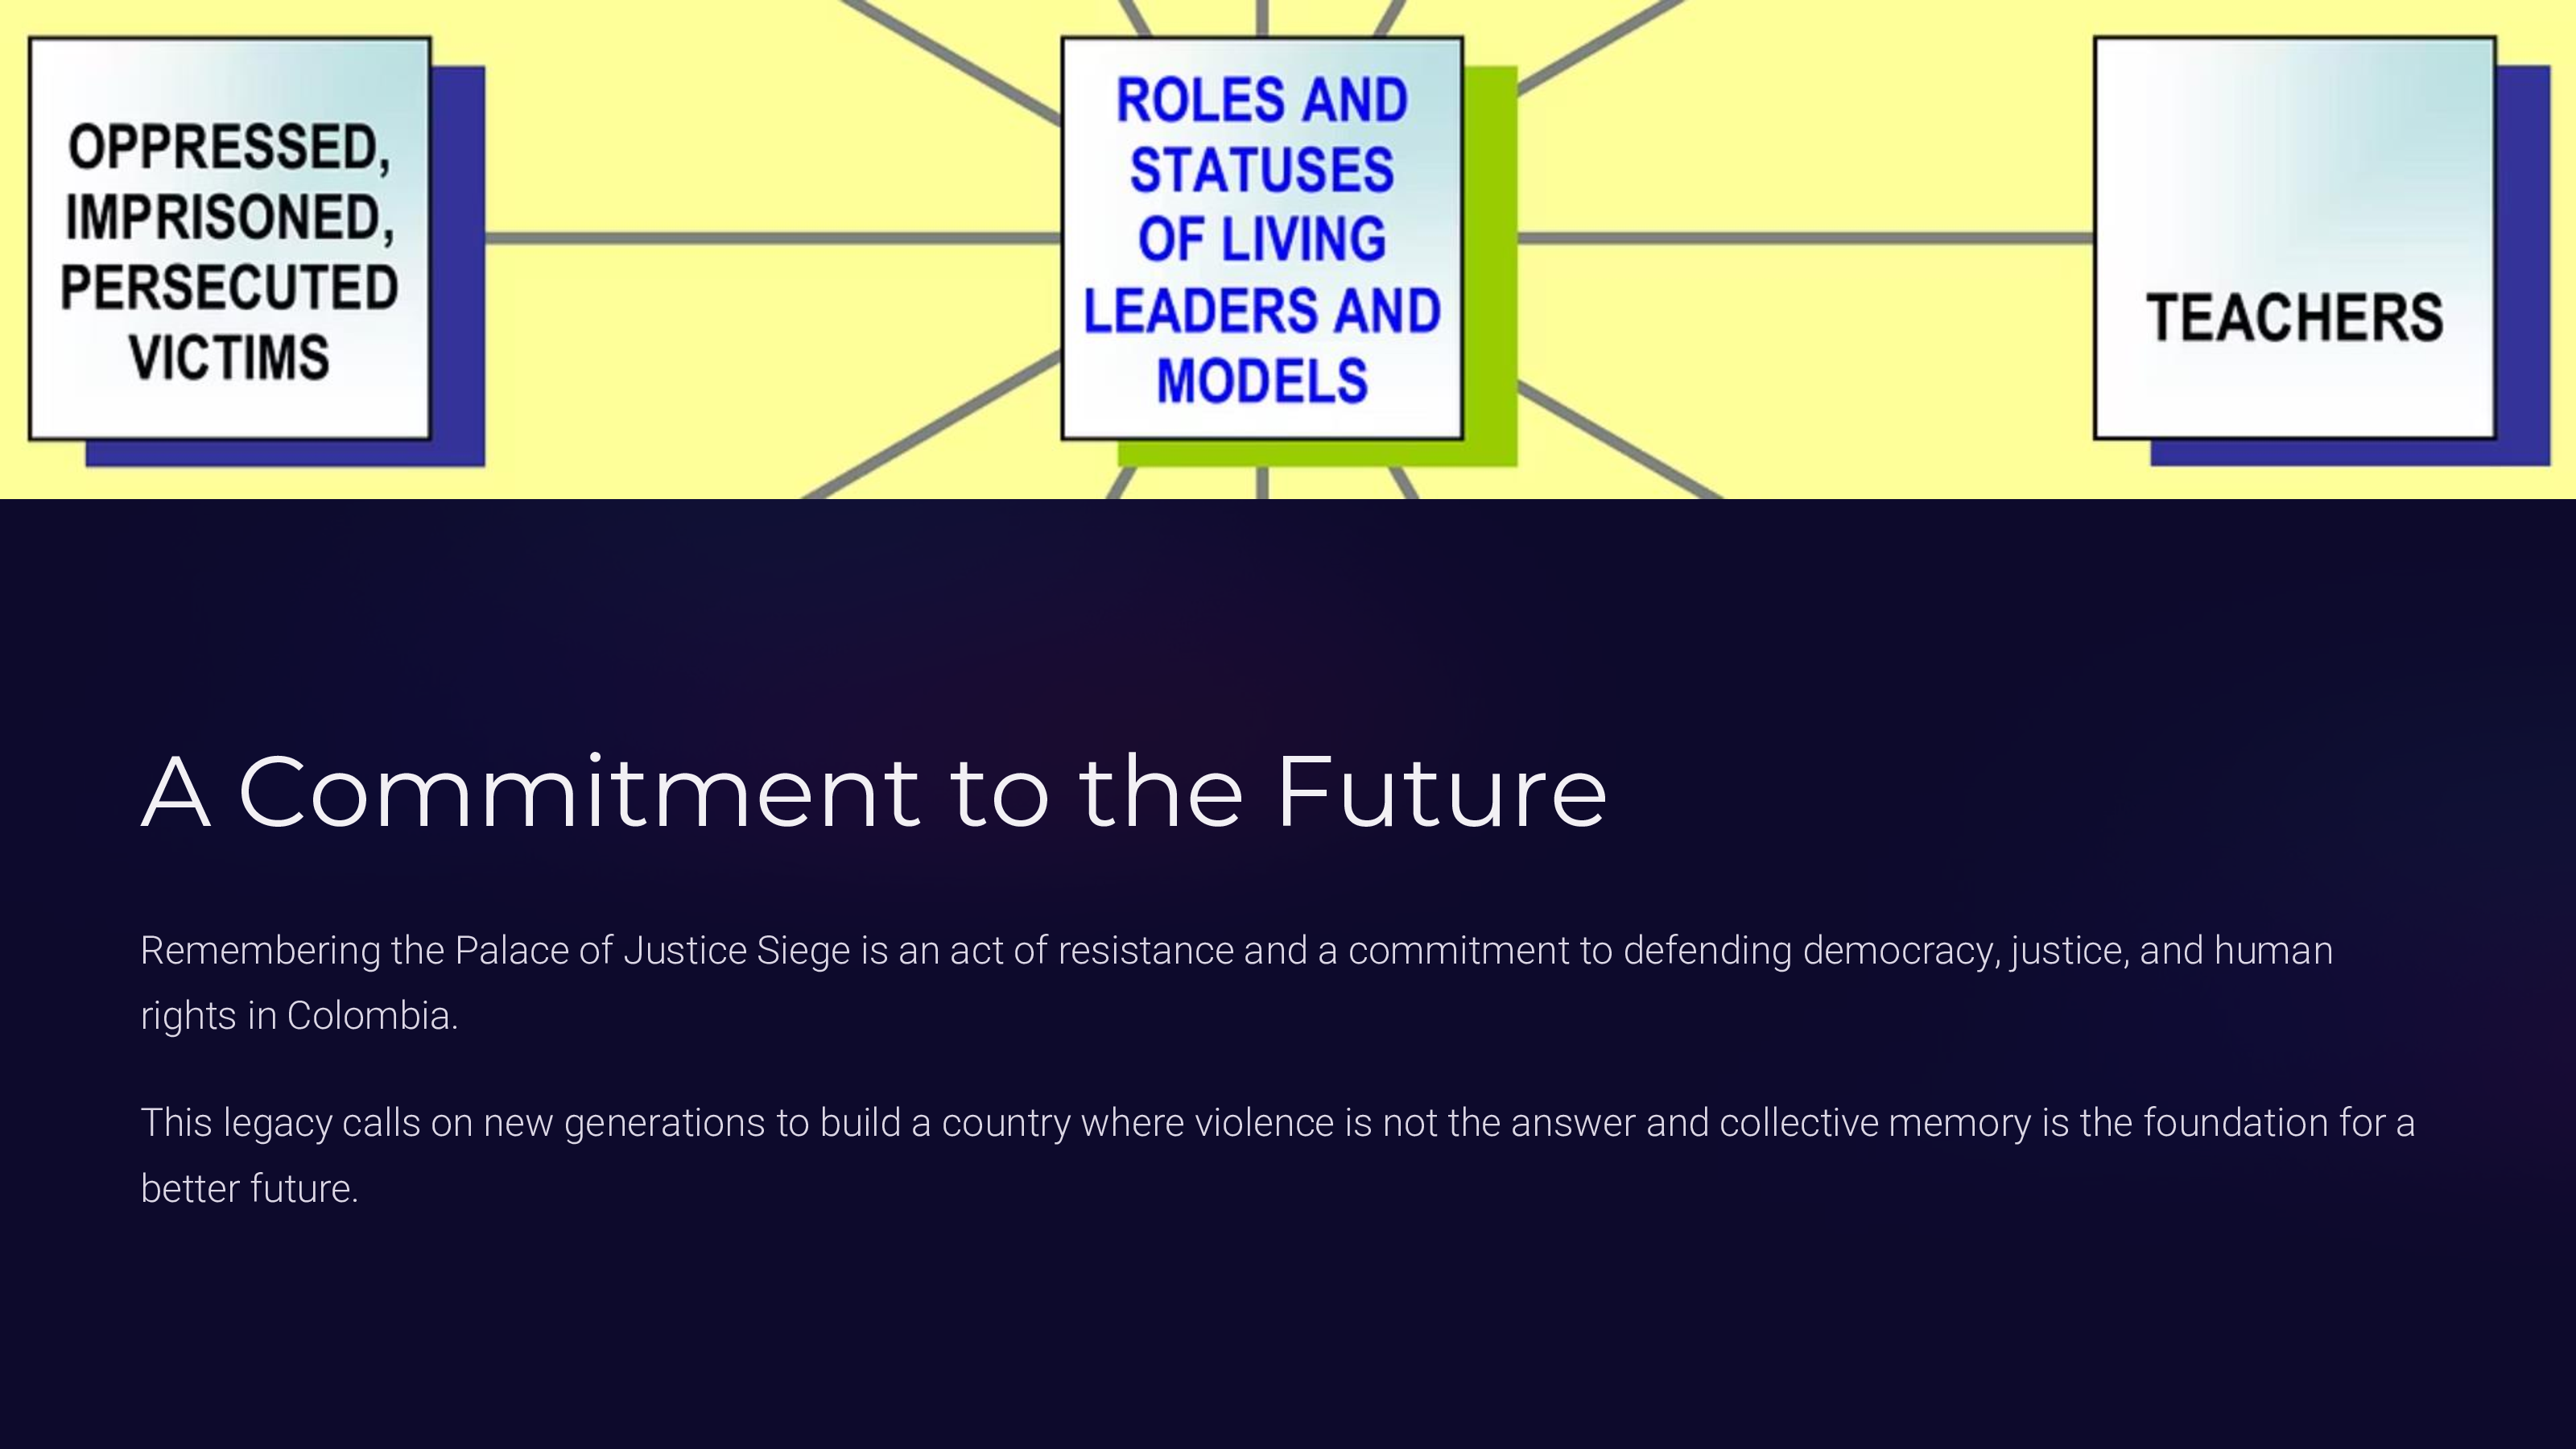 OPPRESSED,
IMPRISONED,
PERSECUTED
VICTIMS
ROLES AND
STATUSES
OF LIVING
LEADERS AND
MODELS
TEACHERS
A Commitment to the Future
Remembering the Palace of Justice Siege is an act of resistance and a commitment to defending democracy, justice, and human
rights in Colombia.
This legacy calls on new generations to build a country where violence is not the answer and collective memory is the foundation for a
better future.